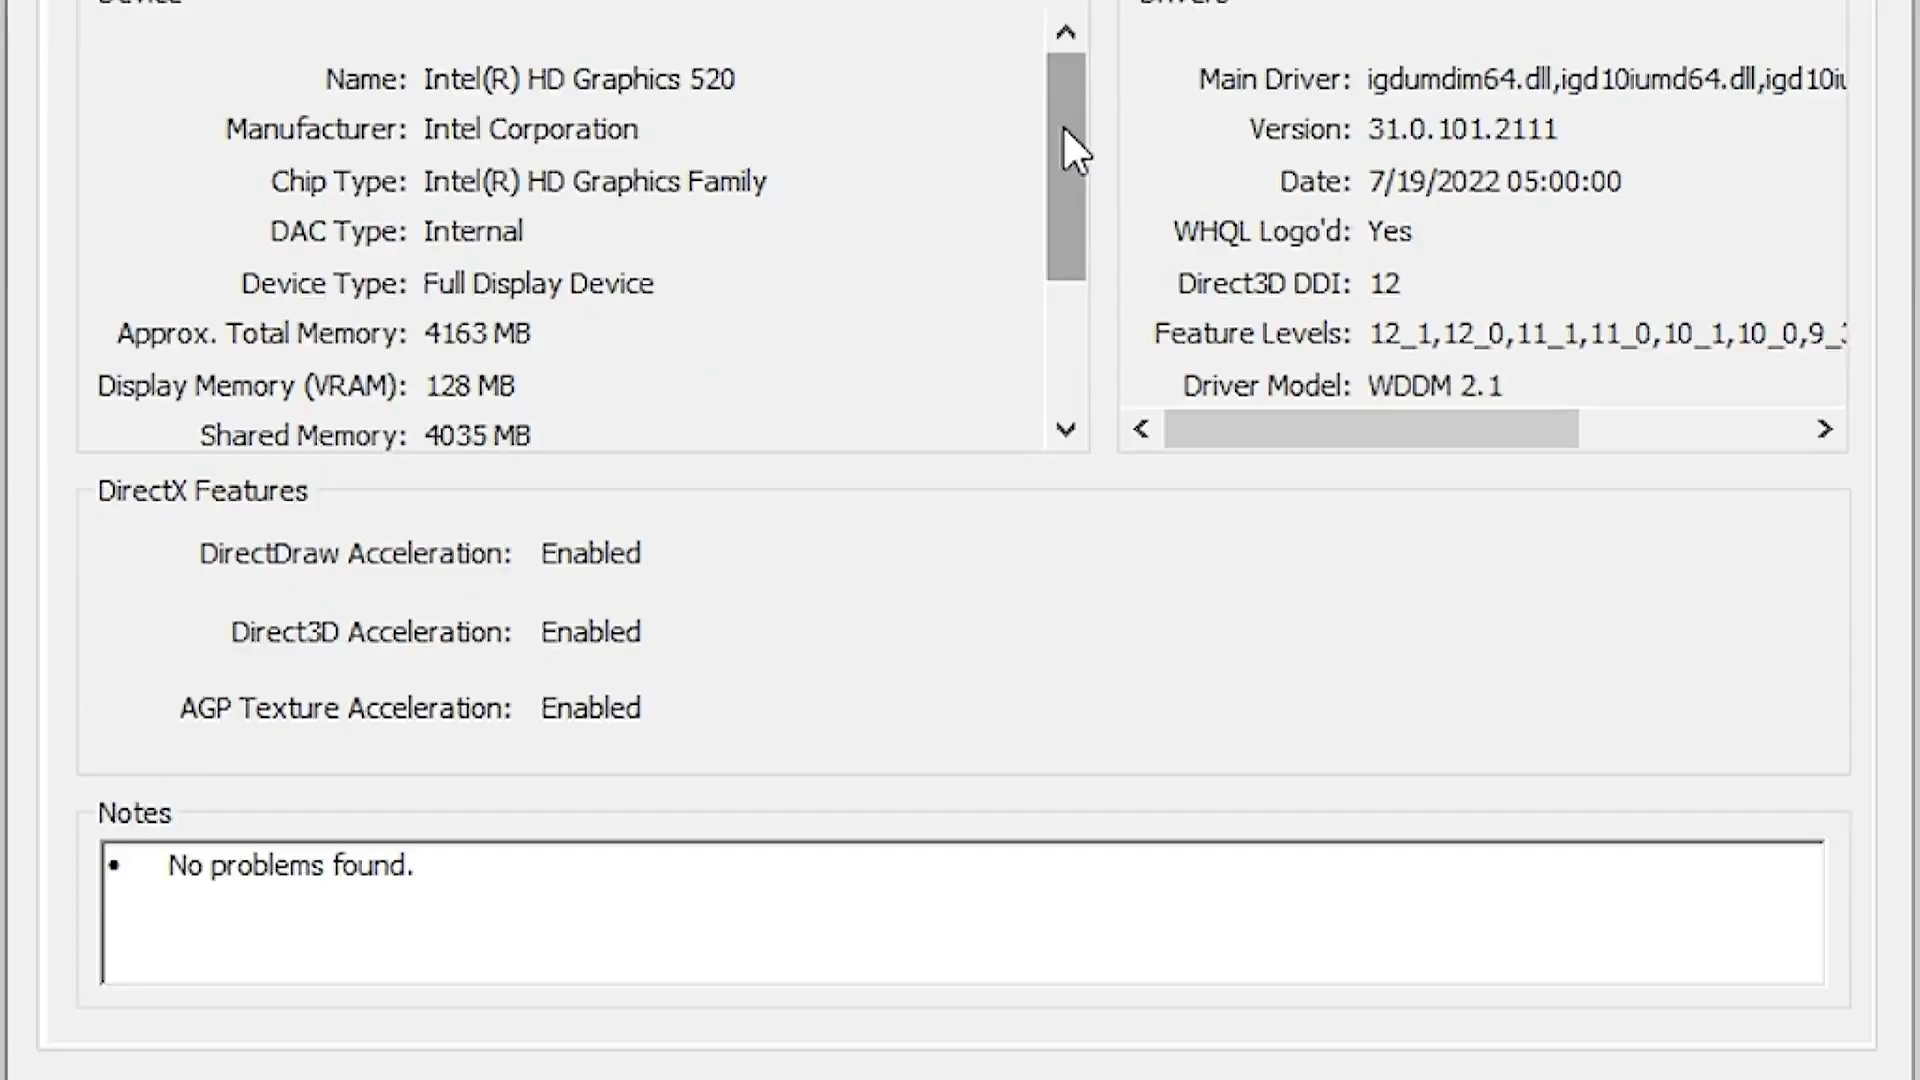 Device
Drivers
Name: Intel(R) HD Graphics 520
Manufacturer: Intel Corporation
Chip Type: Intel(R) HD Graphics Family
DAC Type: Internal
Device Type: Full Display Device
Approx. Total Memory: 4163 MB
Display Memory (VRAM): 128 MB
Shared Memory: 4035 MB
Main Driver: igdumdim64.dll,igd10iumd64.dll,igd10iu
Version: 31.0.101.2111
Date: 7/19/2022 05:00:00
WHQL Logo'd: Yes
Direct3D DDI: 12
Feature Levels: 12_1,12_0,11_1,11_0,10_1,10_0,9_3
Driver Model: WDDM 2.1
DirectX Features
DirectDraw Acceleration: Enabled
Direct3D Acceleration: Enabled
AGP Texture Acceleration: Enabled
Notes
• No problems found.